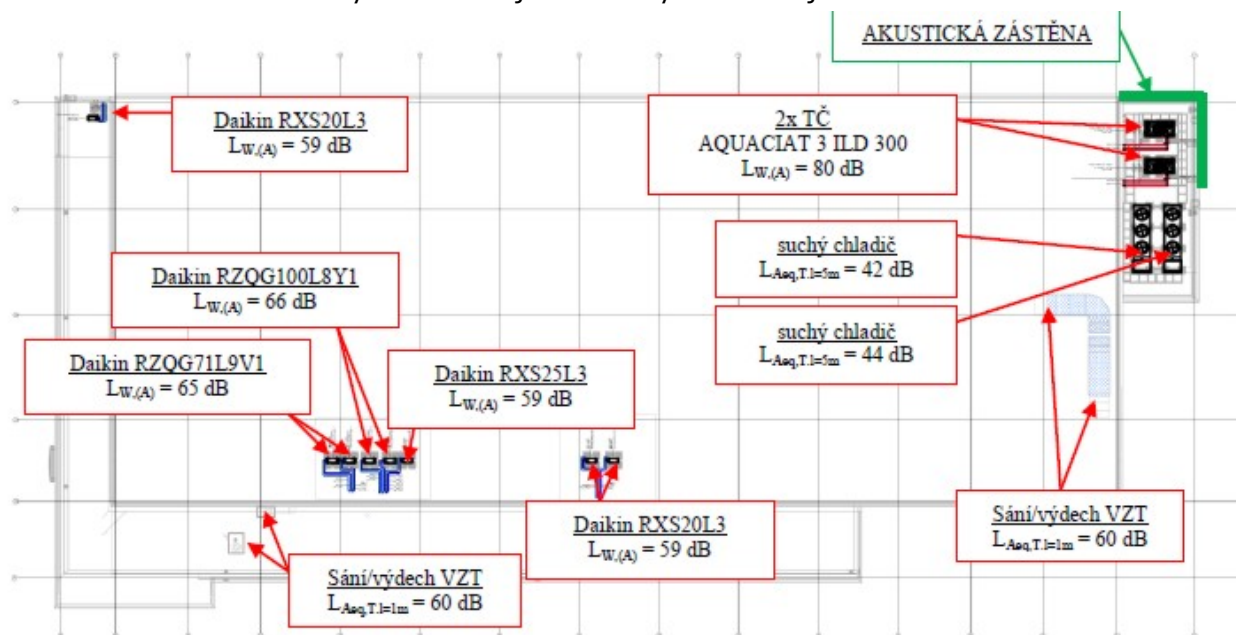 AKUSTICKÁ ZÁSTĚNA
Daikin RXS20L3
LW,(A) = 59 dB
2x TČ
AQUACIAT 3 ILD 300
LW,(A) = 80 dB
suchý chladič
LAeq,T.l=5m = 42 dB
Daikin RZQG100L8Y1
LW,(A) = 66 dB
suchý chladič
LAeq,T.l=5m = 44 dB
Daikin RZQG71L9V1
LW,(A) = 65 dB
Daikin RXS25L3
LW,(A) = 59 dB
Daikin RXS20L3
LW,(A) = 59 dB
Sání/výdech VZT
LAeq,T.l=1m = 60 dB
Sání/výdech VZT
LAeq,T.l=1m = 60 dB